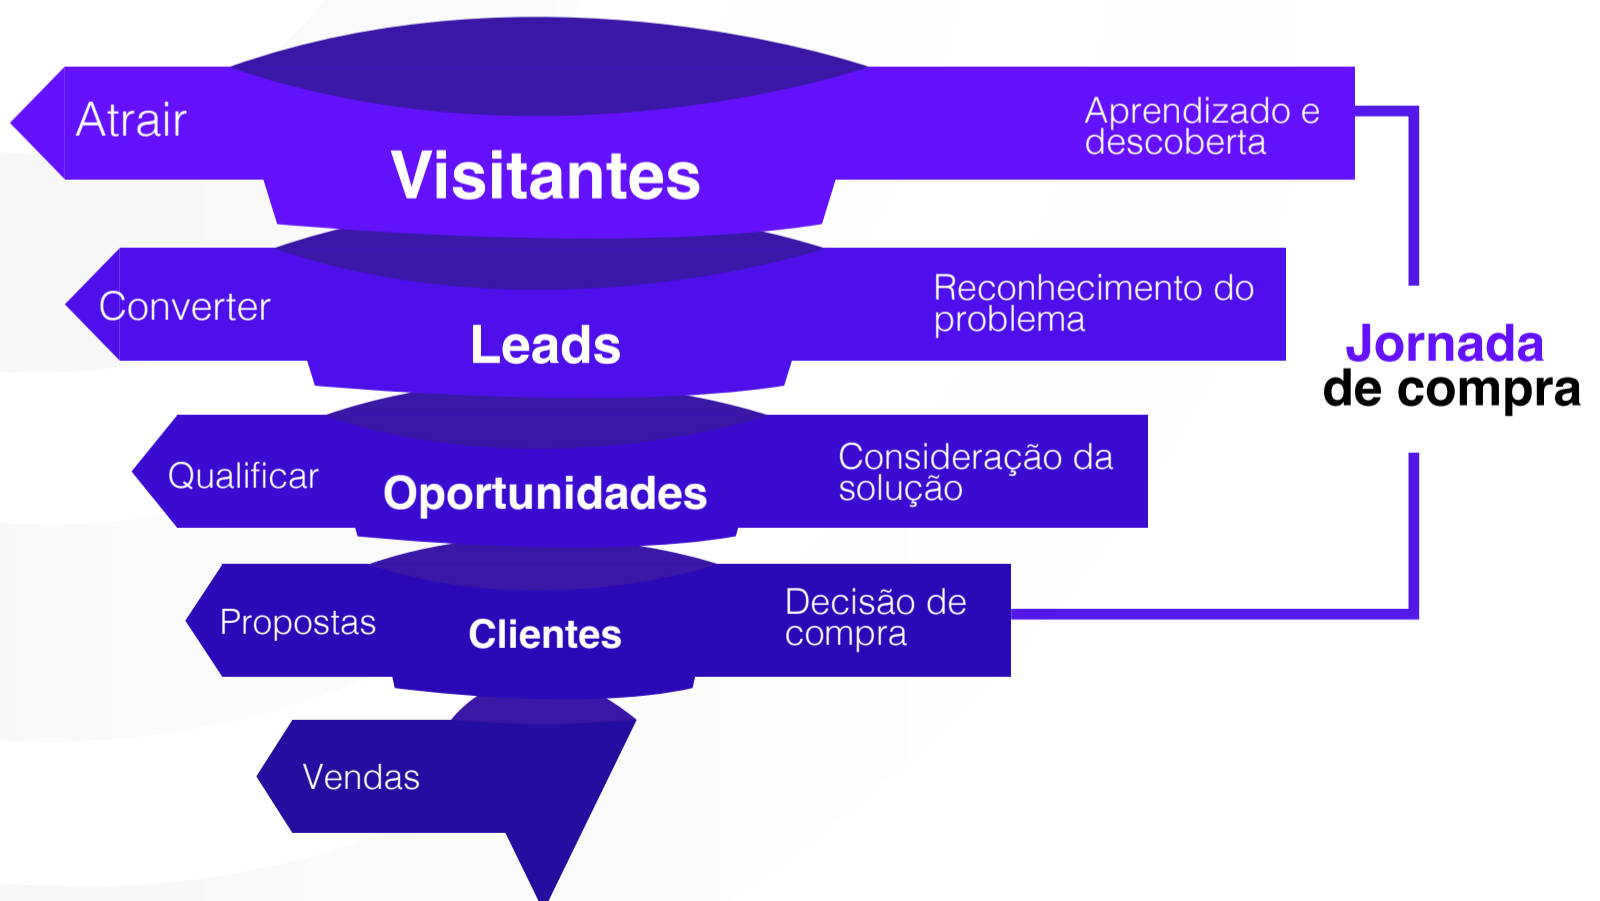 Atrair
Visitantes
Aprendizado e
descoberta
Converter
Leads
Reconhecimento do
problema
Jornada
de compra
Qualificar
Oportunidades
Consideração da
solução
Propostas
Clientes
Decisão de
compra
Vendas